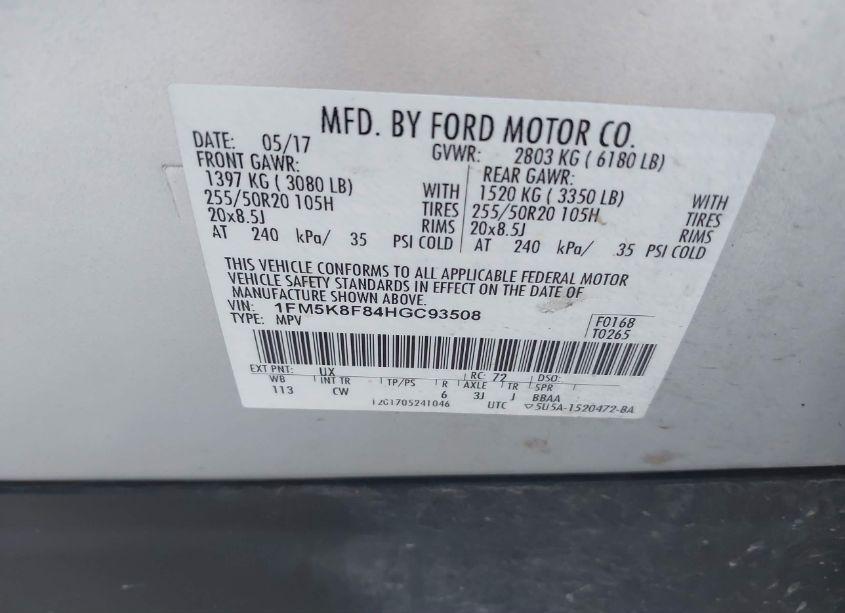 MFD. BY FORD MOTOR CO.
DATE: 05/17 GVWR: 2803 KG ( 6180 LB)
FRONT GAWR: REAR GAWR:
1397 KG ( 3080 LB) WITH 1520 KG ( 3350 LB) WITH
255/50R20 105H TIRES 255/50R20 105H TIRES
20x8.5J RIMS 20x8.5J RIMS
AT 240 kPa/ 35 PSI COLD AT 240 kPa/ 35 PSI COLD
THIS VEHICLE CONFORMS TO ALL APPLICABLE FEDERAL MOTOR
VEHICLE SAFETY STANDARDS IN EFFECT ON THE DATE OF
MANUFACTURE SHOWN ABOVE.
VIN: 1FM5K8F84HGC93508 F0168
TYPE: MPV T0265
EXT PNT: UX RC: 72 DSO:
WB INT TR TP/PS R AXLE TR SPR
113 CW 6 3J J BBAA
UTC 5U5A-1520472-BA